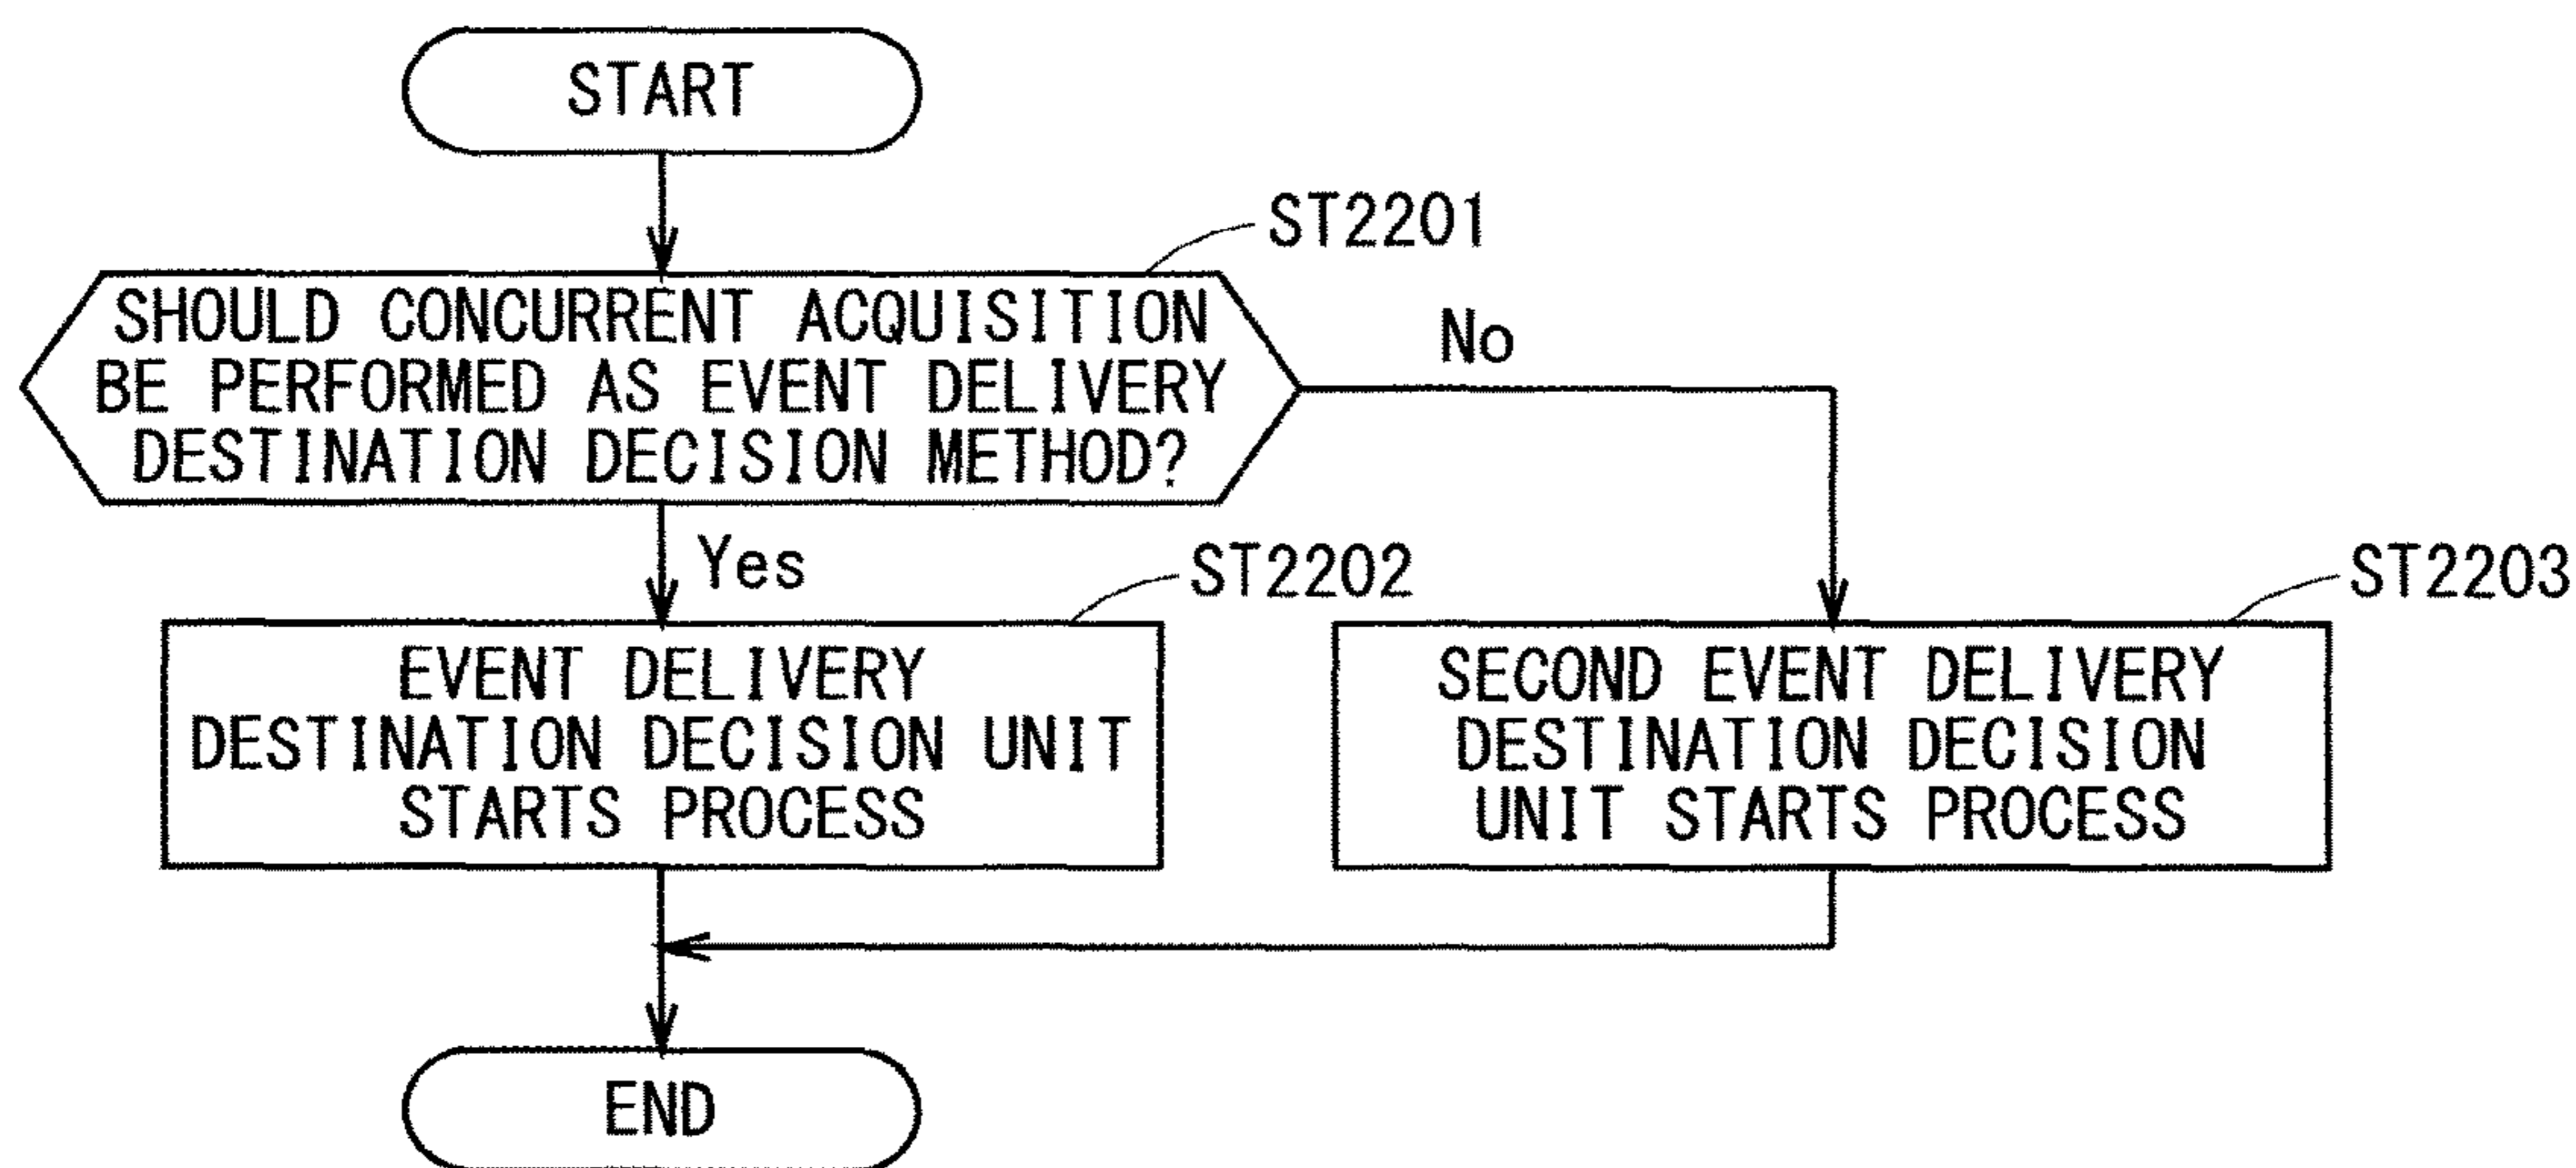 START
ST2201
SHOULD CONCURRENT ACQUISITION
BE PERFORMED AS EVENT DELIVERY
DESTINATION DECISION METHOD?
No
Yes
ST2202
EVENT DELIVERY
DESTINATION DECISION UNIT
STARTS PROCESS
ST2203
SECOND EVENT DELIVERY
DESTINATION DECISION
UNIT STARTS PROCESS
END